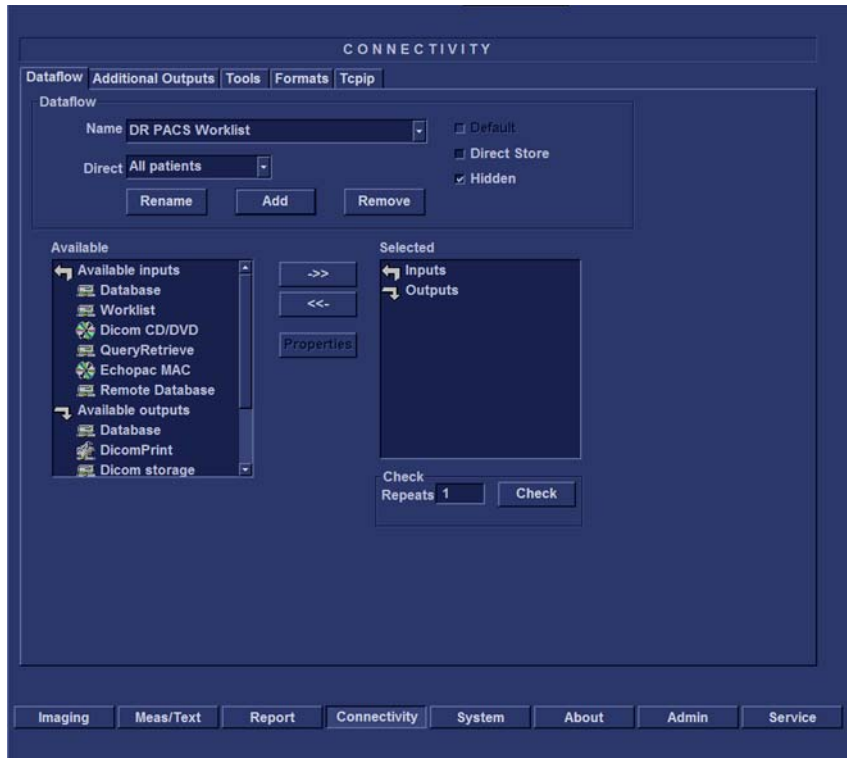 CONNECTIVITY
Dataflow Additional Outputs Tools Formats Tcpip
Dataflow
Name DR PACS Worklist
Default
Direct All patients
Direct Store
Hidden
Rename Add Remove
Available
Selected
Available inputs
Database
Worklist
Dicom CD/DVD
QueryRetrieve
Echopac MAC
Remote Database
Available outputs
Database
DicomPrint
Dicom storage
->>
<<-
Properties
Inputs
Outputs
Check
Repeats 1 Check
Imaging Meas/Text Report Connectivity System About Admin Service